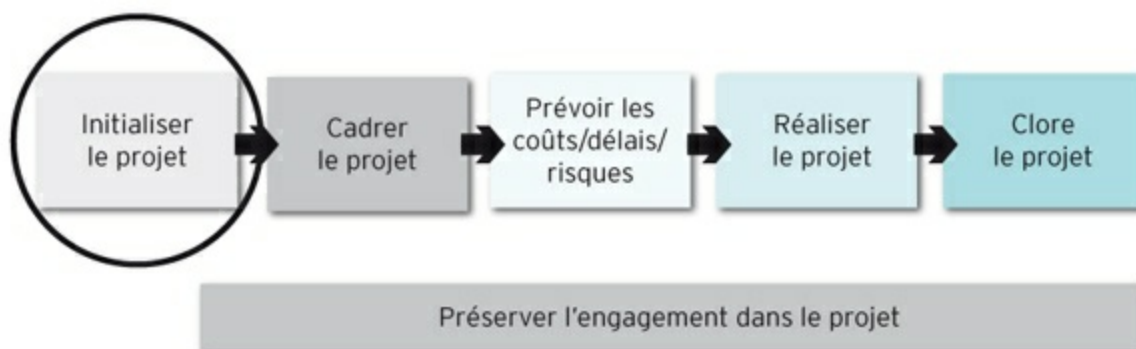 Initialiser
le projet
Cadrer
le projet
Prévoir les
coûts/délais/
risques
Réaliser
le projet
Clore
le projet
Préserver l'engagement dans le projet